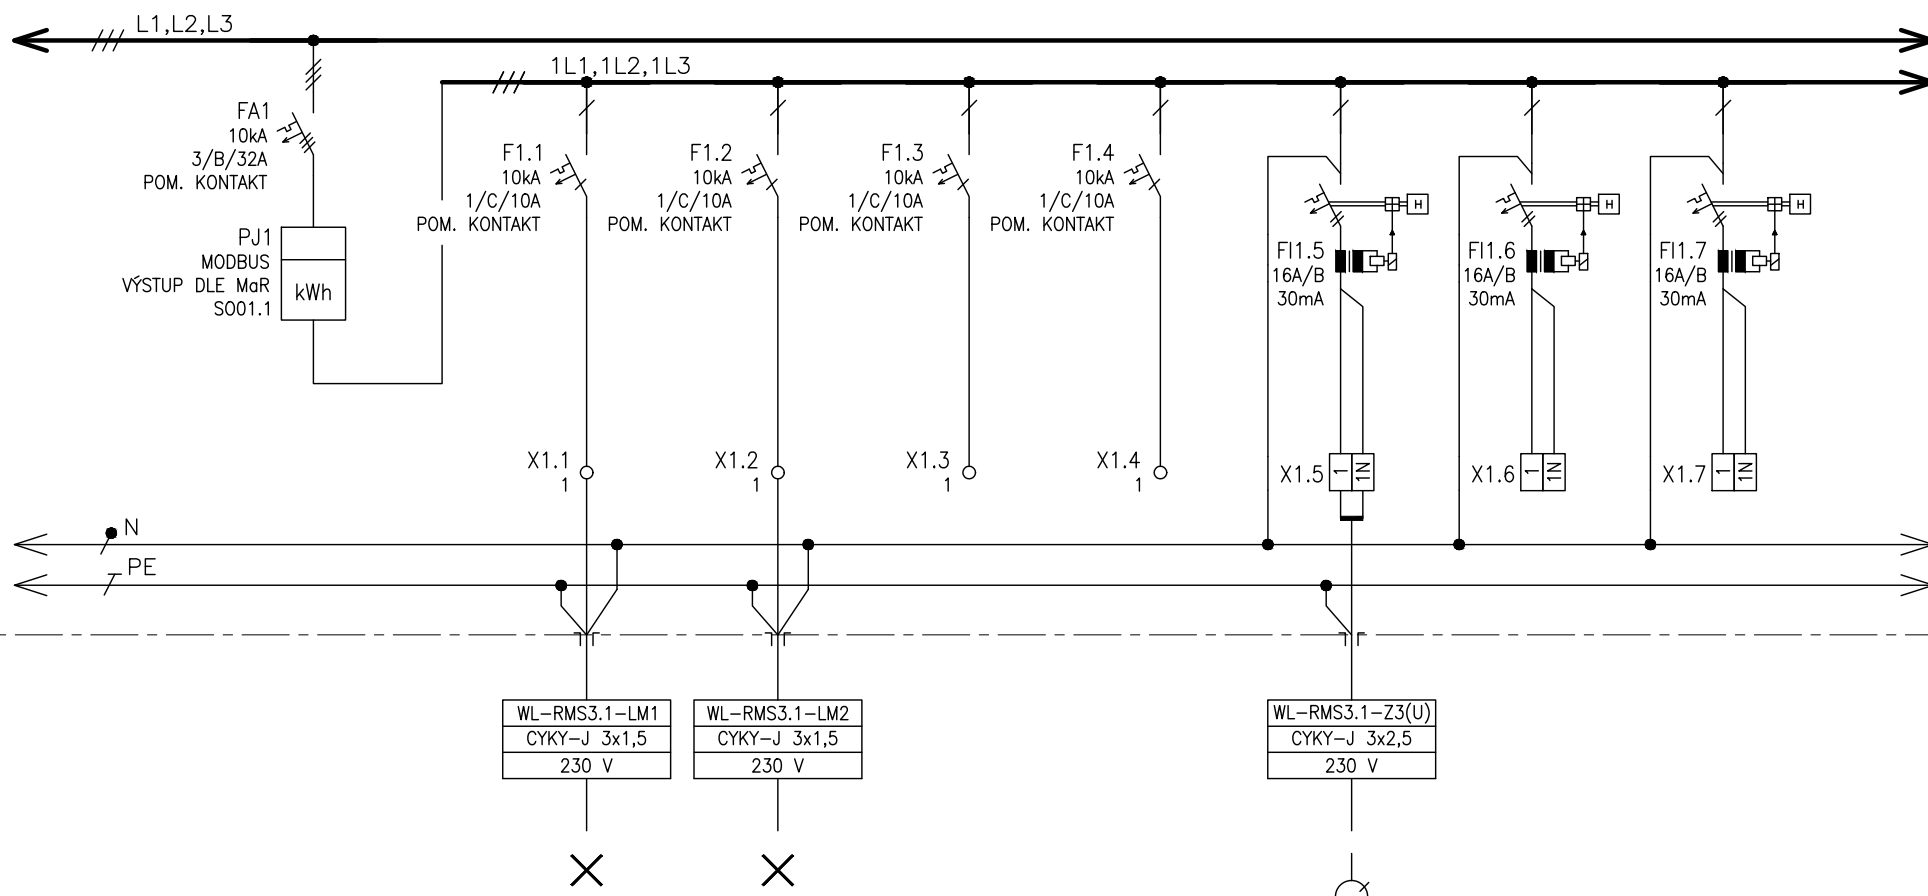 L1,L2,L3
1L1,1L2,1L3
FA1
10kA
3/B/32A
POM. KONTAKT
PJ1
MODBUS
VÝSTUP DLE MaR
SO01.1
kWh
F1.1
10kA
1/C/10A
POM. KONTAKT
F1.2
10kA
1/C/10A
POM. KONTAKT
F1.3
10kA
1/C/10A
POM. KONTAKT
F1.4
10kA
1/C/10A
POM. KONTAKT
H
FI1.5
16A/B
30mA
H
FI1.6
16A/B
30mA
H
FI1.7
16A/B
30mA
X1.1
1
X1.2
1
X1.3
1
X1.4
1
X1.5
1
1N
X1.6
1
1N
X1.7
1
1N
N
PE
WL-RMS3.1-LM1
CYKY-J 3x1,5
230 V
WL-RMS3.1-LM2
CYKY-J 3x1,5
230 V
WL-RMS3.1-Z3(U)
CYKY-J 3x2,5
230 V